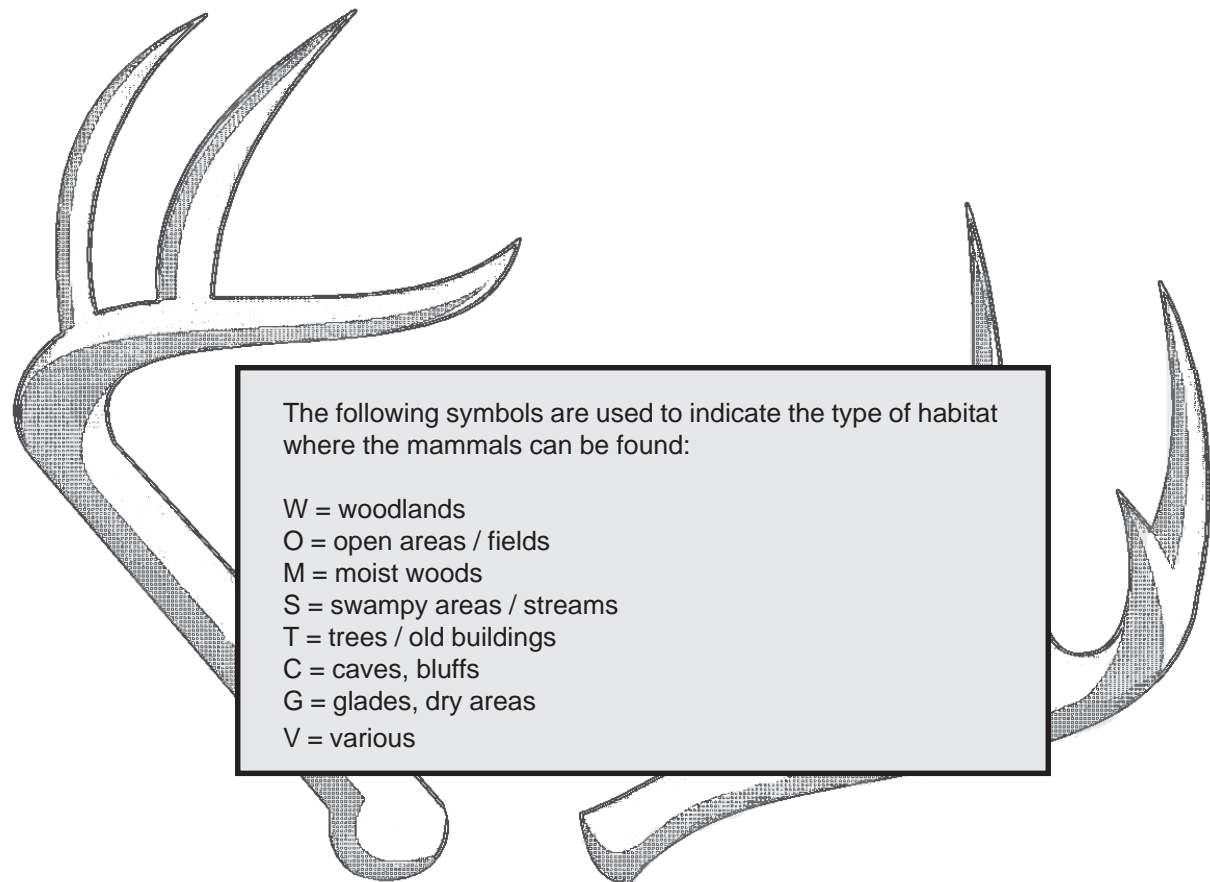 The following symbols are used to indicate the type of habitat
where the mammals can be found:
W = woodlands
O = open areas / fields
M = moist woods
S = swampy areas / streams
T = trees / old buildings
C = caves, bluffs
G = glades, dry areas
V = various